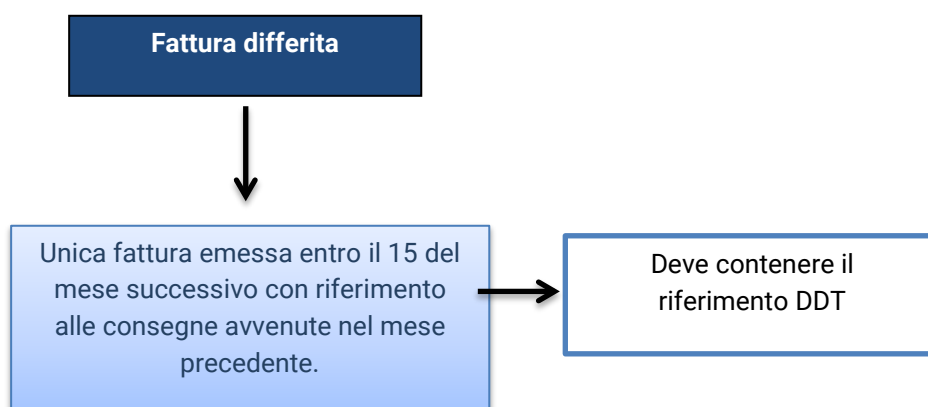 Fattura differita
Unica fattura emessa entro il 15 del
mese successivo con riferimento
alle consegne avvenute nel mese
precedente.
Deve contenere il
riferimento DDT